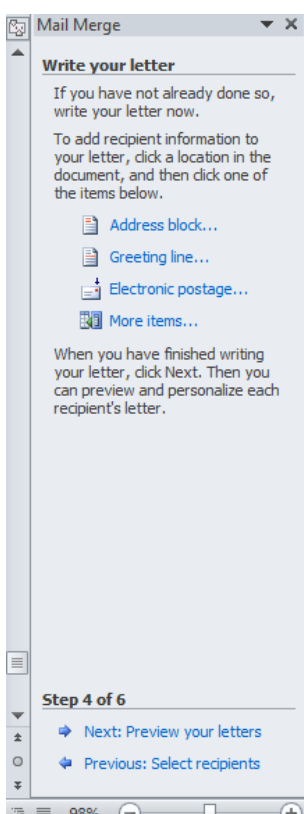 Mail Merge
Write your letter
If you have not already done so,
write your letter now.
To add recipient information to
your letter, click a location in the
document, and then click one of
the items below.
Address block...
Greeting line...
Electronic postage...
More items...
When you have finished writing
your letter, click Next. Then you
can preview and personalize each
recipient's letter.
Step 4 of 6
Next: Preview your letters
Previous: Select recipients
98%